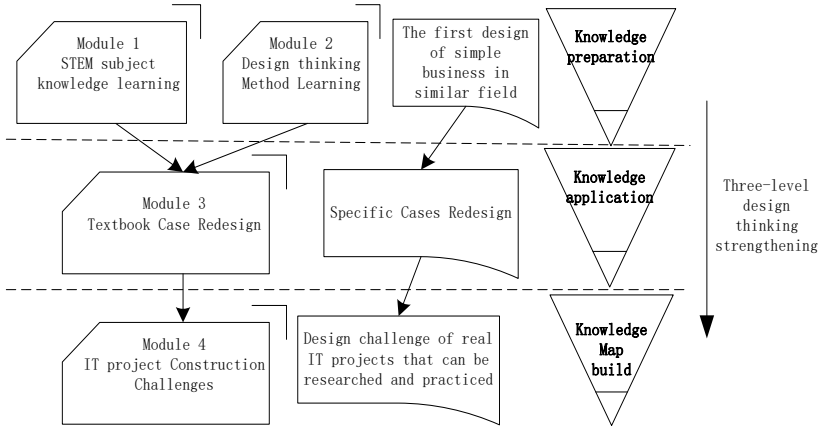 Module 1
STEM subject
knowledge learning
Module 2
Design thinking
Method Learning
The first design
of simple
business in
similar field
Knowledge
preparation
Module 3
Textbook Case Redesign
Specific Cases Redesign
Knowledge
application
Three-level
design
thinking
strengthening
Module 4
IT project Construction
Challenges
Design challenge of real
IT projects that can be
researched and practiced
Knowledge
Map
build